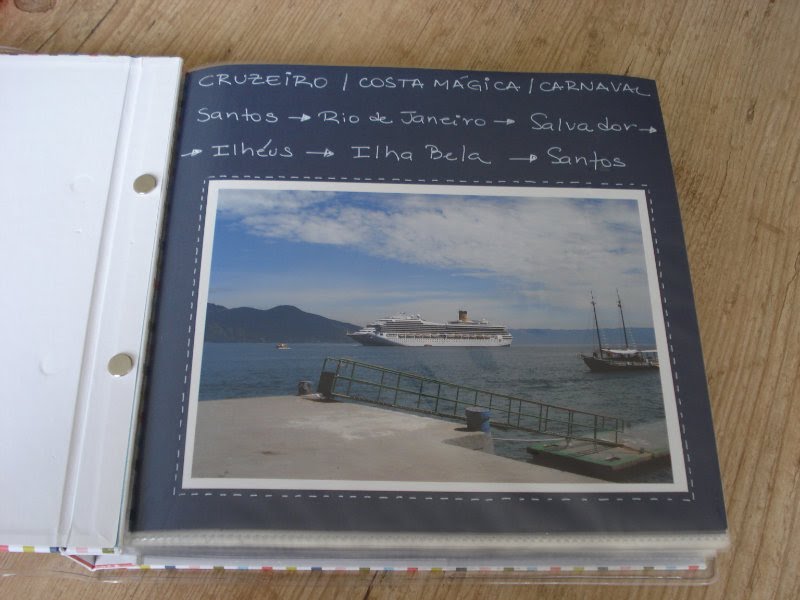 CRUZEIRO / COSTA MÁGICA / CARNAVAL
Santos → Rio de Janeiro → Salvador →
→ Ilhéus → Ilha Bela → Santos